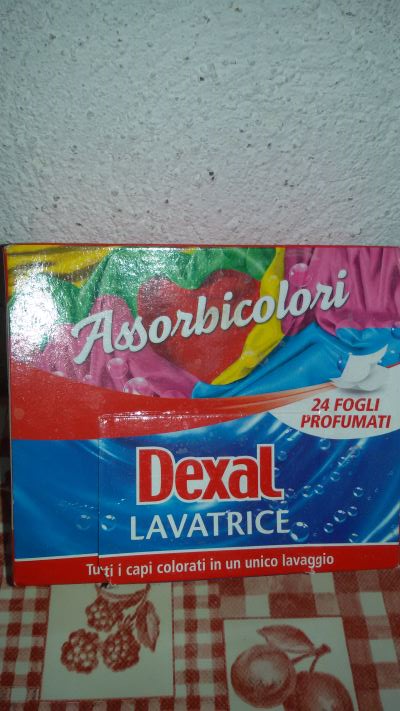 Assorbicolori
24 FOGLI
PROFUMATI
Dexal
LAVATRICE
Tutti i capi colorati in un unico lavaggio